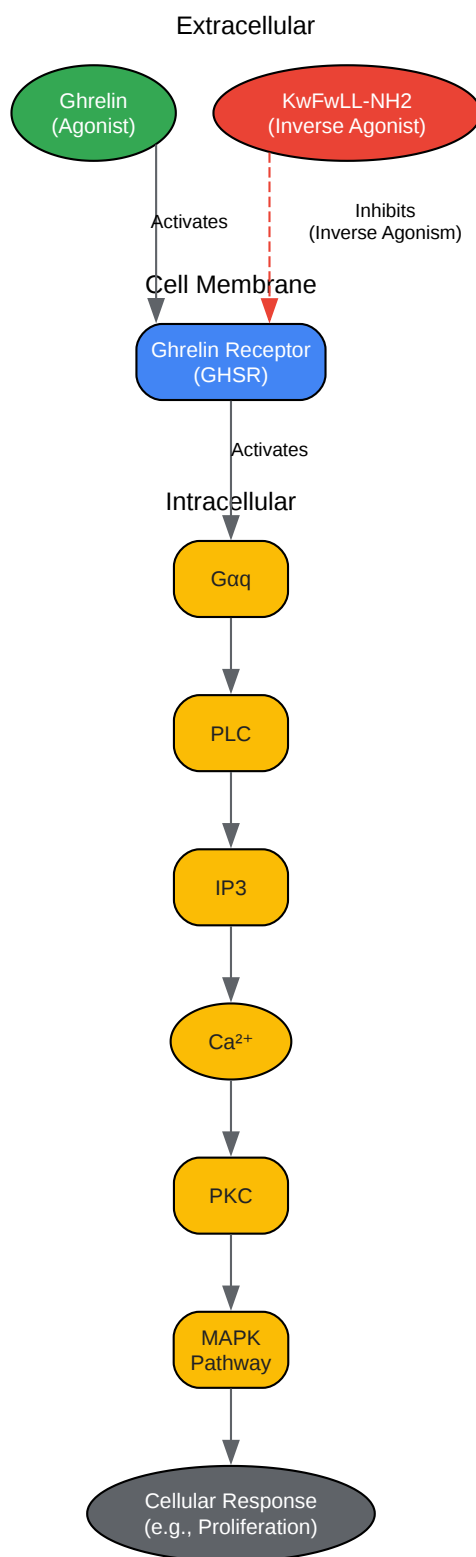 Extracellular
Ghrelin
(Agonist)
KwFwLL-NH2
(Inverse Agonist)
Activates
Inhibits
(Inverse Agonism)
Cell Membrane
Ghrelin Receptor
(GHSR)
Activates
Intracellular
Gαq
PLC
IP3
Ca²⁺
PKC
MAPK
Pathway
Cellular Response
(e.g., Proliferation)